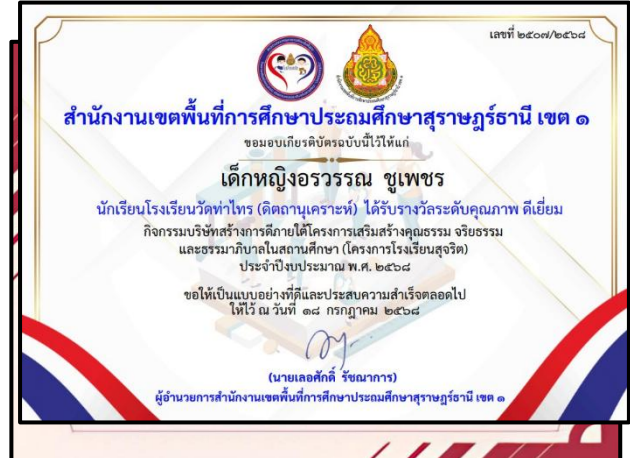 เลขที่ ๒๕๐๗/๒๕๖๘
สำนักงานเขตพื้นที่การศึกษาประถมศึกษาสุราษฎร์ธานี เขต ๑
ขอมอบเกียรติบัตรฉบับนี้ไว้ให้แก่
เด็กหญิงอรวรรณ ชูเพชร
นักเรียนโรงเรียนวัดท่าไทร (ดิตถานุเคราะห์) ได้รับรางวัลระดับคุณภาพ ดีเยี่ยม
กิจกรรมบริษัทสร้างการดีภายใต้โครงการเสริมสร้างคุณธรรม จริยธรรม
และธรรมาภิบาลในสถานศึกษา (โครงการโรงเรียนสุจริต)
ประจำปีงบประมาณ พ.ศ. ๒๕๖๘
ขอให้เป็นแบบอย่างที่ดีและประสบความสำเร็จตลอดไป
ให้ไว้ ณ วันที่ ๑๘ กรกฎาคม ๒๕๖๘
(นายเลอศักดิ์ รัชณาการ)
ผู้อำนวยการสำนักงานเขตพื้นที่การศึกษาประถมศึกษาสุราษฎร์ธานี เขต ๑